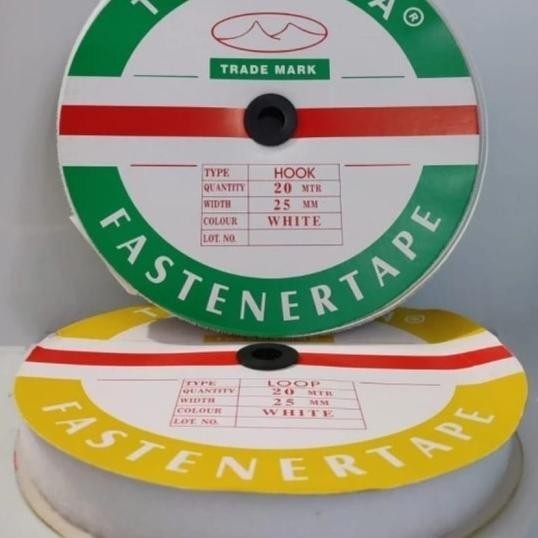 ®
TRADE MARK
TYPE HOOK
QUANTITY 20 MTR
WIDTH 25 MM
COLOUR WHITE
LOT. NO.
FASTENERTAPE
®
TYPE LOOP
QUANTITY 20 MTR
WIDTH 25 MM
COLOUR WHITE
LOT. NO.
FASTENERTAPE